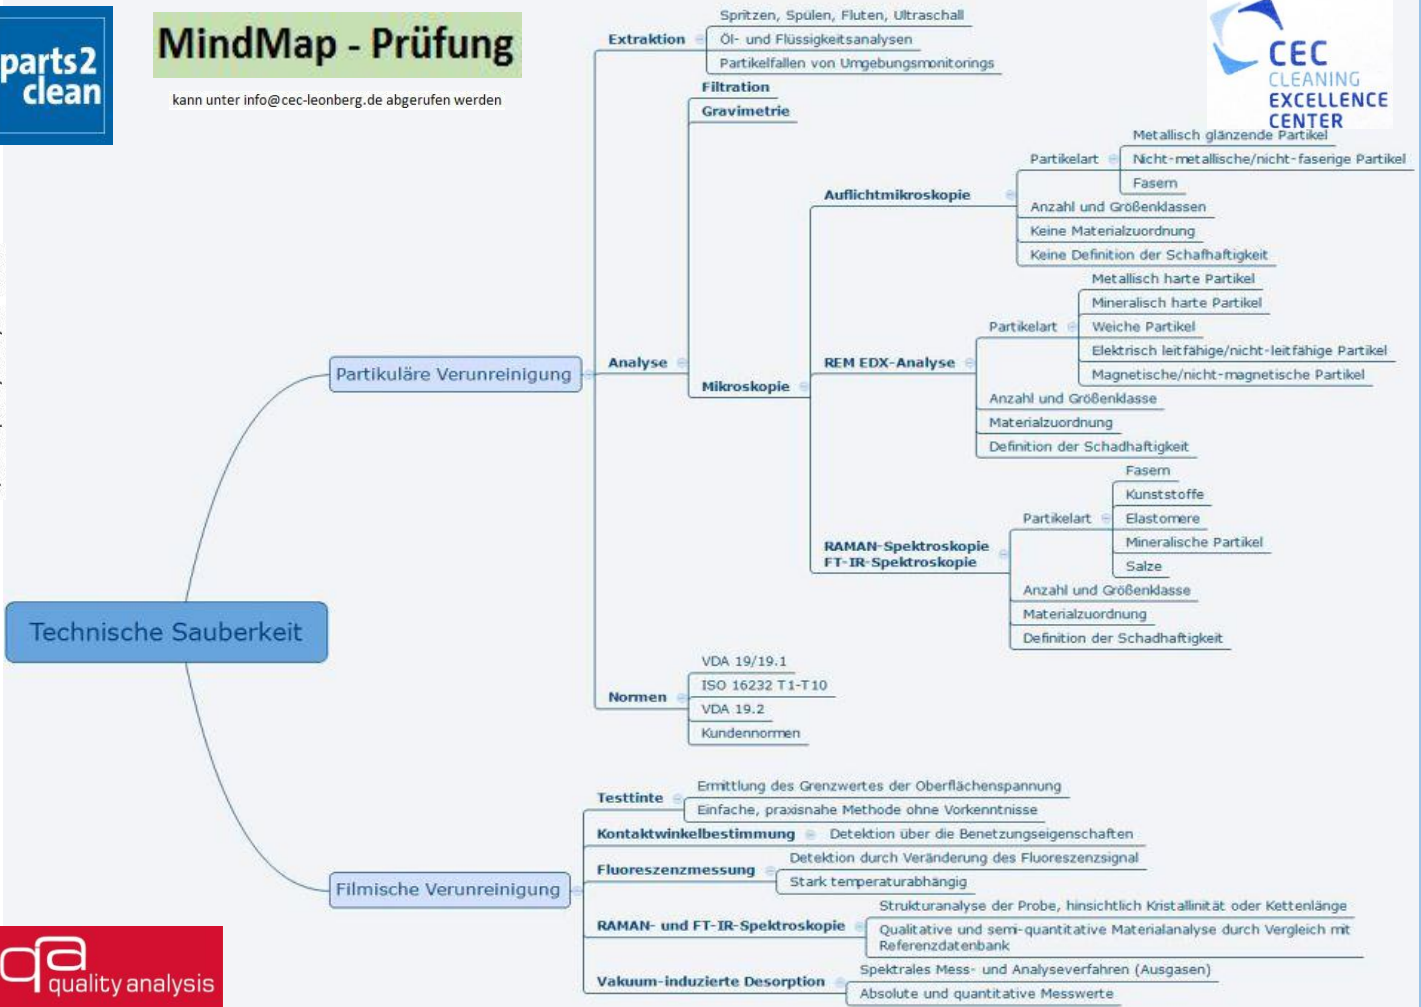 parts2
clean
MindMap - Prüfung
kann unter info@cec-leonberg.de abgerufen werden
CEC
CLEANING
EXCELLENCE
CENTER
Technische Sauberkeit
Partikuläre Verunreinigung
Extraktion
Spritzen, Spülen, Fluten, Ultraschall
Öl- und Flüssigkeitsanalysen
Partikelfallen von Umgebungsmonitorings
Analyse
Filtration
Gravimetrie
Mikroskopie
Auflichtmikroskopie
Partikelart
Metallisch glänzende Partikel
Nicht-metallische/nicht-faserige Partikel
Fasern
Anzahl und Größenklassen
Keine Materialzuordnung
Keine Definition der Schafhaftigkeit
REM EDX-Analyse
Partikelart
Metallisch harte Partikel
Mineralisch harte Partikel
Weiche Partikel
Elektrisch leitfähige/nicht-leitfähige Partikel
Magnetische/nicht-magnetische Partikel
Anzahl und Größenklasse
Materialzuordnung
Definition der Schadhaftigkeit
RAMAN-Spektroskopie
FT-IR-Spektroskopie
Partikelart
Fasern
Kunststoffe
Elastomere
Mineralische Partikel
Salze
Anzahl und Größenklasse
Materialzuordnung
Definition der Schadhaftigkeit
Normen
VDA 19/19.1
ISO 16232 T1-T10
VDA 19.2
Kundennormen
Filmische Verunreinigung
Testtinte
Ermittlung des Grenzwertes der Oberflächenspannung
Einfache, praxisnahe Methode ohne Vorkenntnisse
Kontaktwinkelbestimmung
Detektion über die Benetzungseigenschaften
Fluoreszenzmessung
Detektion durch Veränderung des Fluoreszenzsignal
Stark temperaturabhängig
RAMAN- und FT-IR-Spektroskopie
Strukturanalyse der Probe, hinsichtlich Kristallinität oder Kettenlänge
Qualitative und semi-quantitative Materialanalyse durch Vergleich mit
Referenzdatenbank
Vakuum-induzierte Desorption
Spektrales Mess- und Analyseverfahren (Ausgasen)
Absolute und quantitative Messwerte
qa
quality analysis